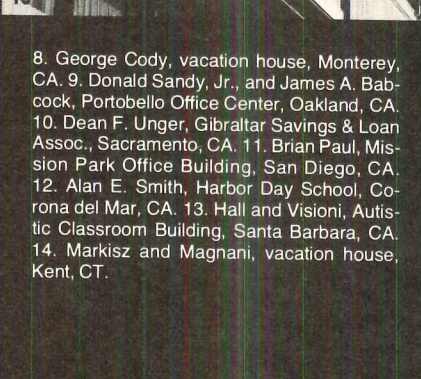 8. George Cody, vacation house, Monterey,
CA. 9. Donald Sandy, Jr., and James A. Bab-
cock, Portobello Office Center, Oakland, CA.
10. Dean F. Unger, Gibraltar Savings & Loan
Assoc., Sacramento, CA. 11. Brian Paul, Mis-
sion Park Office Building, San Diego, CA.
12. Alan E. Smith, Harbor Day School, Co-
rona del Mar, CA. 13. Hall and Visioni, Autis-
tic Classroom Building, Santa Barbara, CA.
14. Markisz and Magnani, vacation house,
Kent, CT.